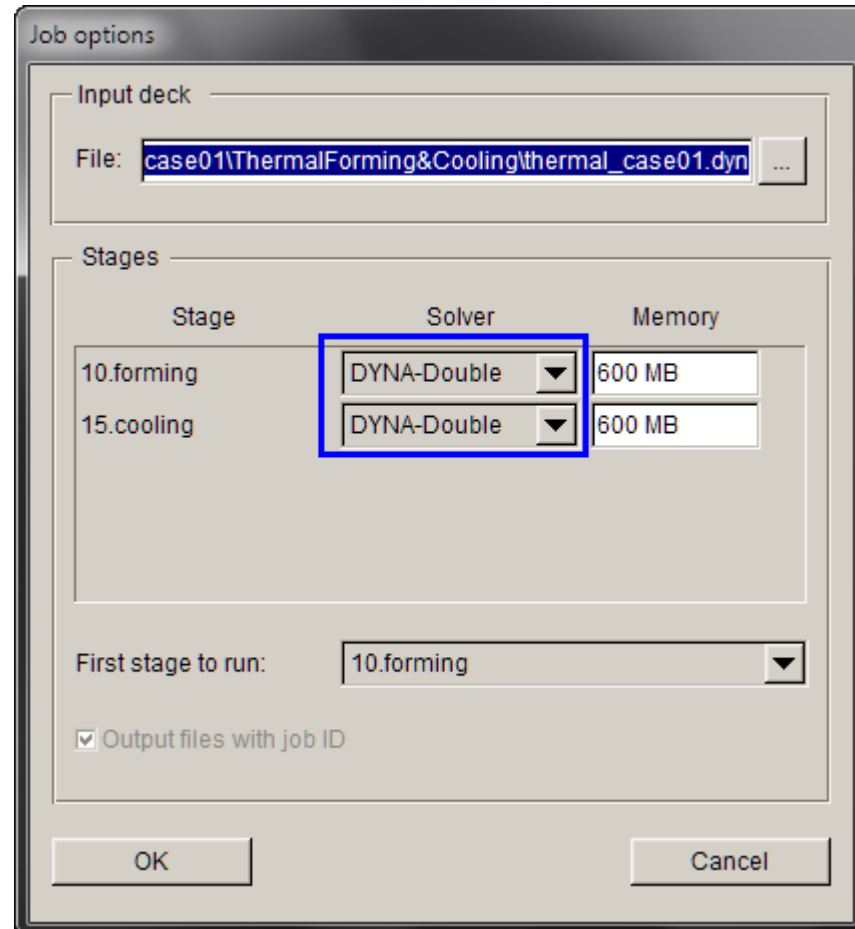 Job options
Input deck
File: case01\ThermalForming&Cooling\thermal_case01.dyn ...
Stages
Stage Solver Memory
10.forming DYNA-Double 600 MB
15.cooling DYNA-Double 600 MB
First stage to run: 10.forming
Output files with job ID
OK Cancel